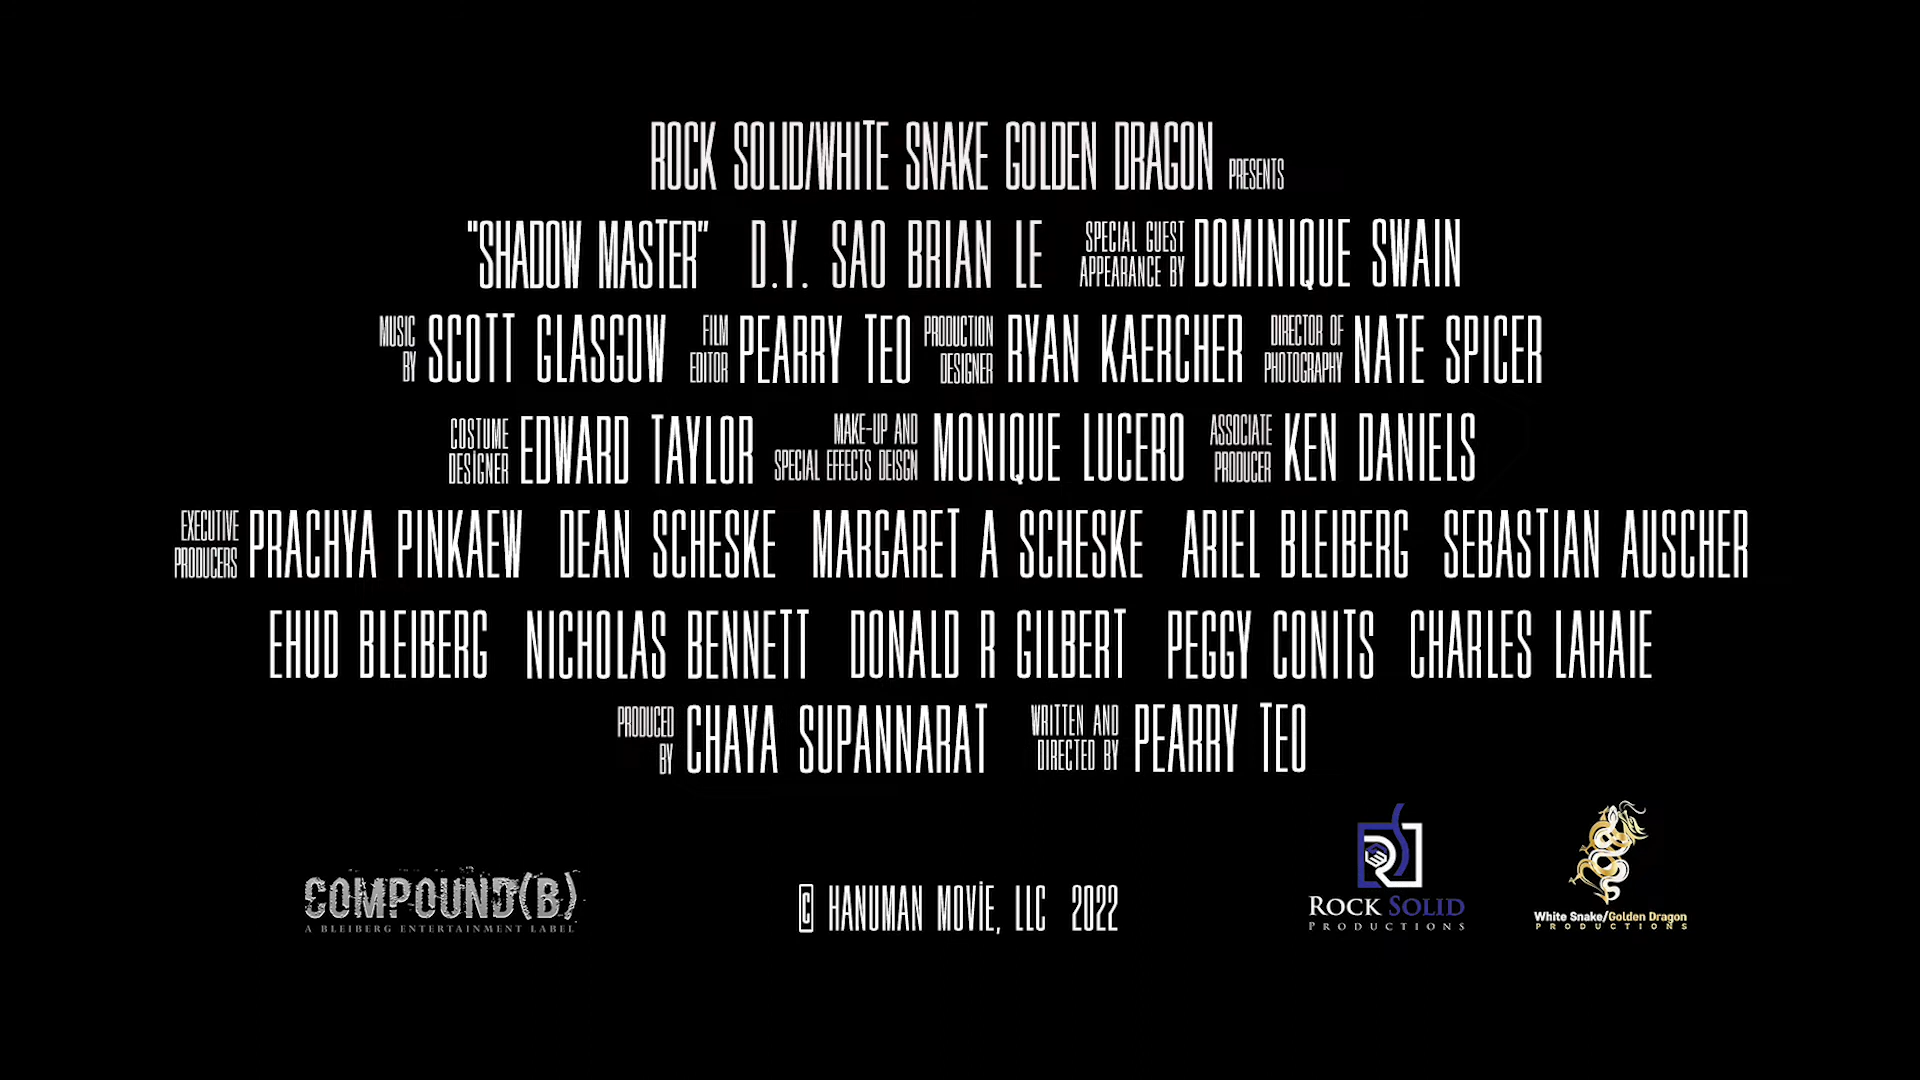 ROCK SOLID/WHITE SNAKE GOLDEN DRAGON PRESENTS
"SHADOW MASTER" D.Y. SAO BRIAN LE SPECIAL GUEST APPEARANCE BY DOMINIQUE SWAIN
MUSIC BY SCOTT GLASGOW FILM EDITOR PEARRY TEO PRODUCTION DESIGNER RYAN KAERCHER DIRECTOR OF PHOTOGRAPHY NATE SPICER
COSTUME DESIGNER EDWARD TAYLOR MAKE-UP AND SPECIAL EFFECTS DEISGN MONIQUE LUCERO ASSOCIATE PRODUCER KEN DANIELS
EXECUTIVE PRODUCERS PRACHYA PINKAEW DEAN SCHESKE MARGARET A SCHESKE ARIEL BLEIBERG SEBASTIAN AUSCHER
EHUD BLEIBERG NICHOLAS BENNETT DONALD R GILBERT PEGGY CONITS CHARLES LAHAIE
PRODUCED BY CHAYA SUPANNARAT WRITTEN AND DIRECTED BY PEARRY TEO
COMPOUND(B)
A BLEIBERG ENTERTAINMENT LABEL
© HANUMAN MOViE, LLC 2022
ROCK SOLID
PRODUCTIONS
White Snake/Golden Dragon
PRODUCTIONS